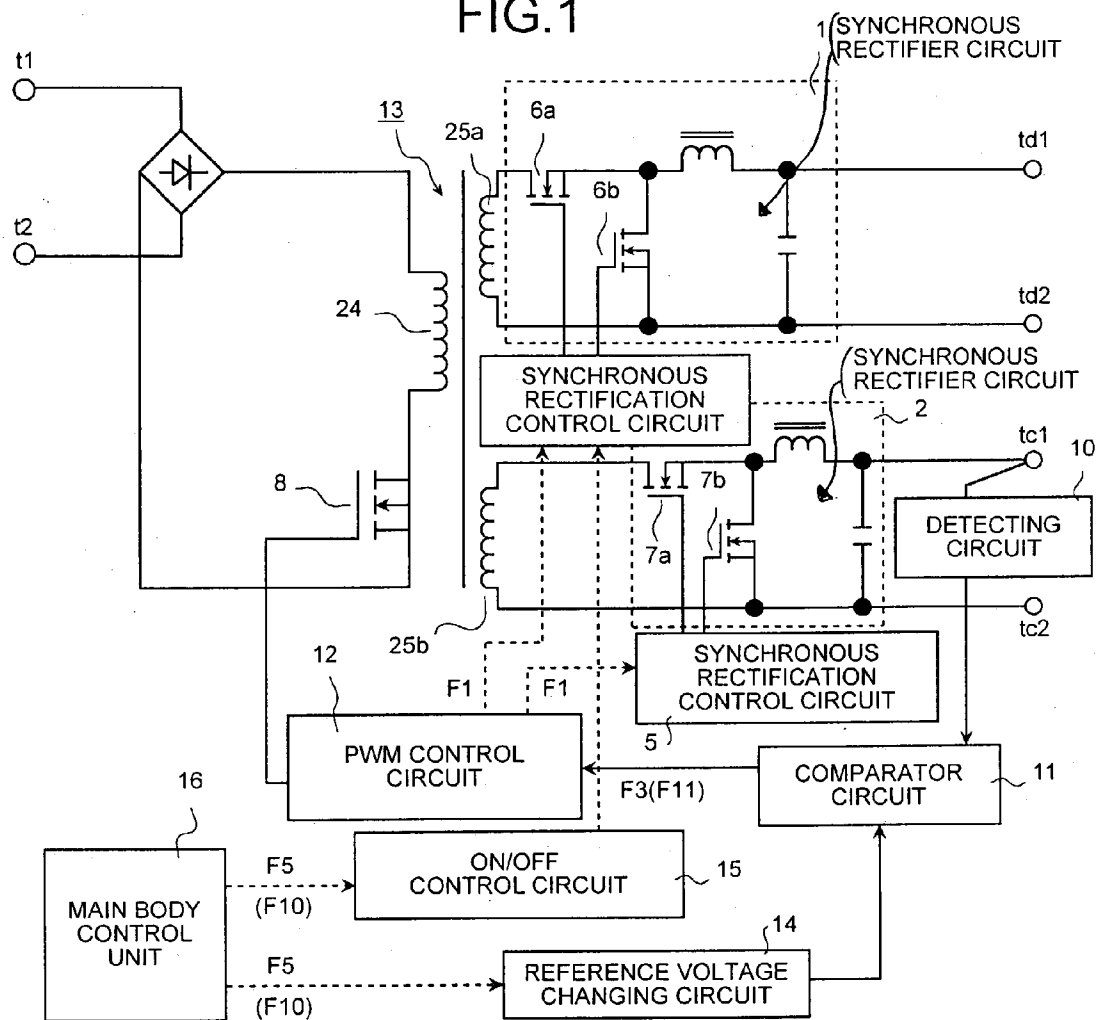 FIG.1
1
SYNCHRONOUS
RECTIFIER CIRCUIT
t1
t2
13
25a
6a
6b
td1
td2
24
SYNCHRONOUS
RECTIFICATION
CONTROL CIRCUIT
SYNCHRONOUS
RECTIFIER CIRCUIT
2
tc1
10
8
7b
7a
DETECTING
CIRCUIT
tc2
25b
12
F1
F1
SYNCHRONOUS
RECTIFICATION
CONTROL CIRCUIT
5
PWM CONTROL
CIRCUIT
F3(F11)
COMPARATOR
CIRCUIT
11
16
MAIN BODY
CONTROL
UNIT
F5
(F10)
ON/OFF
CONTROL CIRCUIT
15
F5
(F10)
14
REFERENCE VOLTAGE
CHANGING CIRCUIT